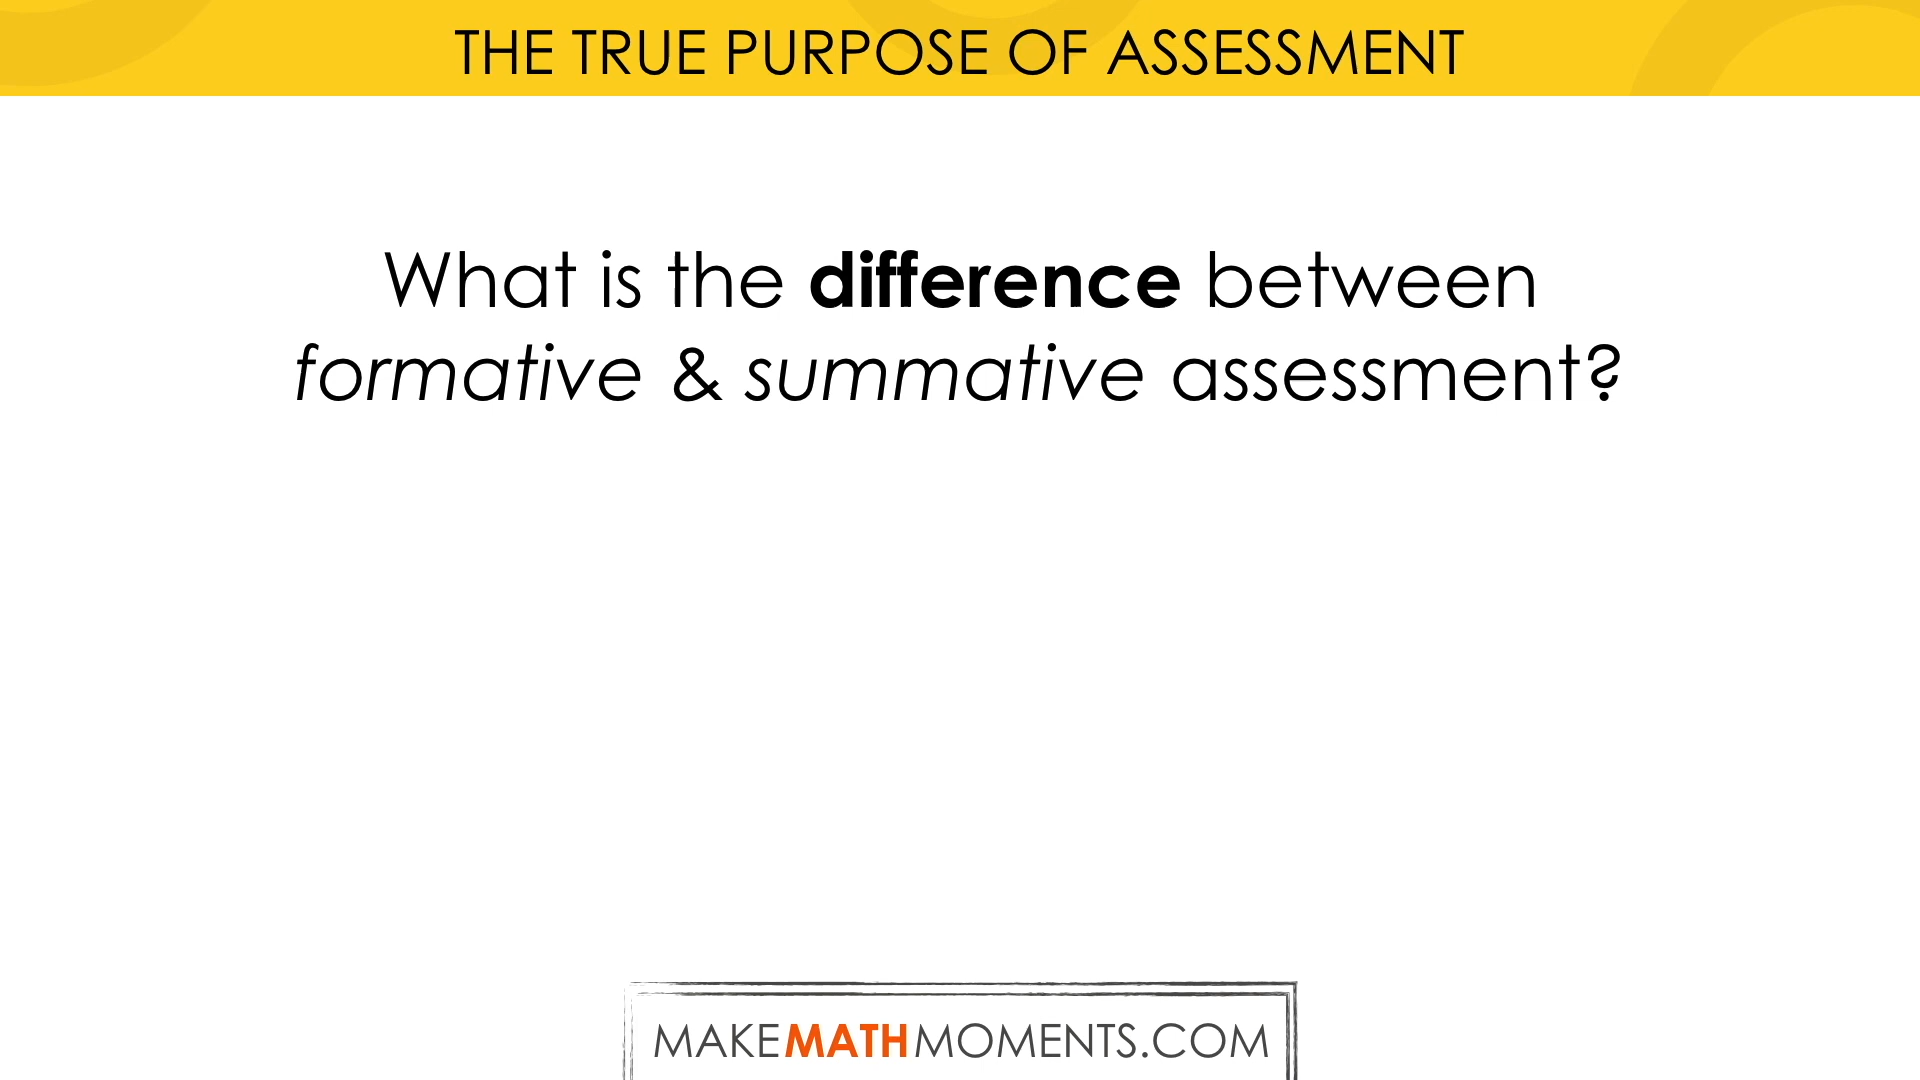 THE TRUE PURPOSE OF ASSESSMENT
What is the difference between
formative & summative assessment?
MAKEMATHMOMENTS.COM